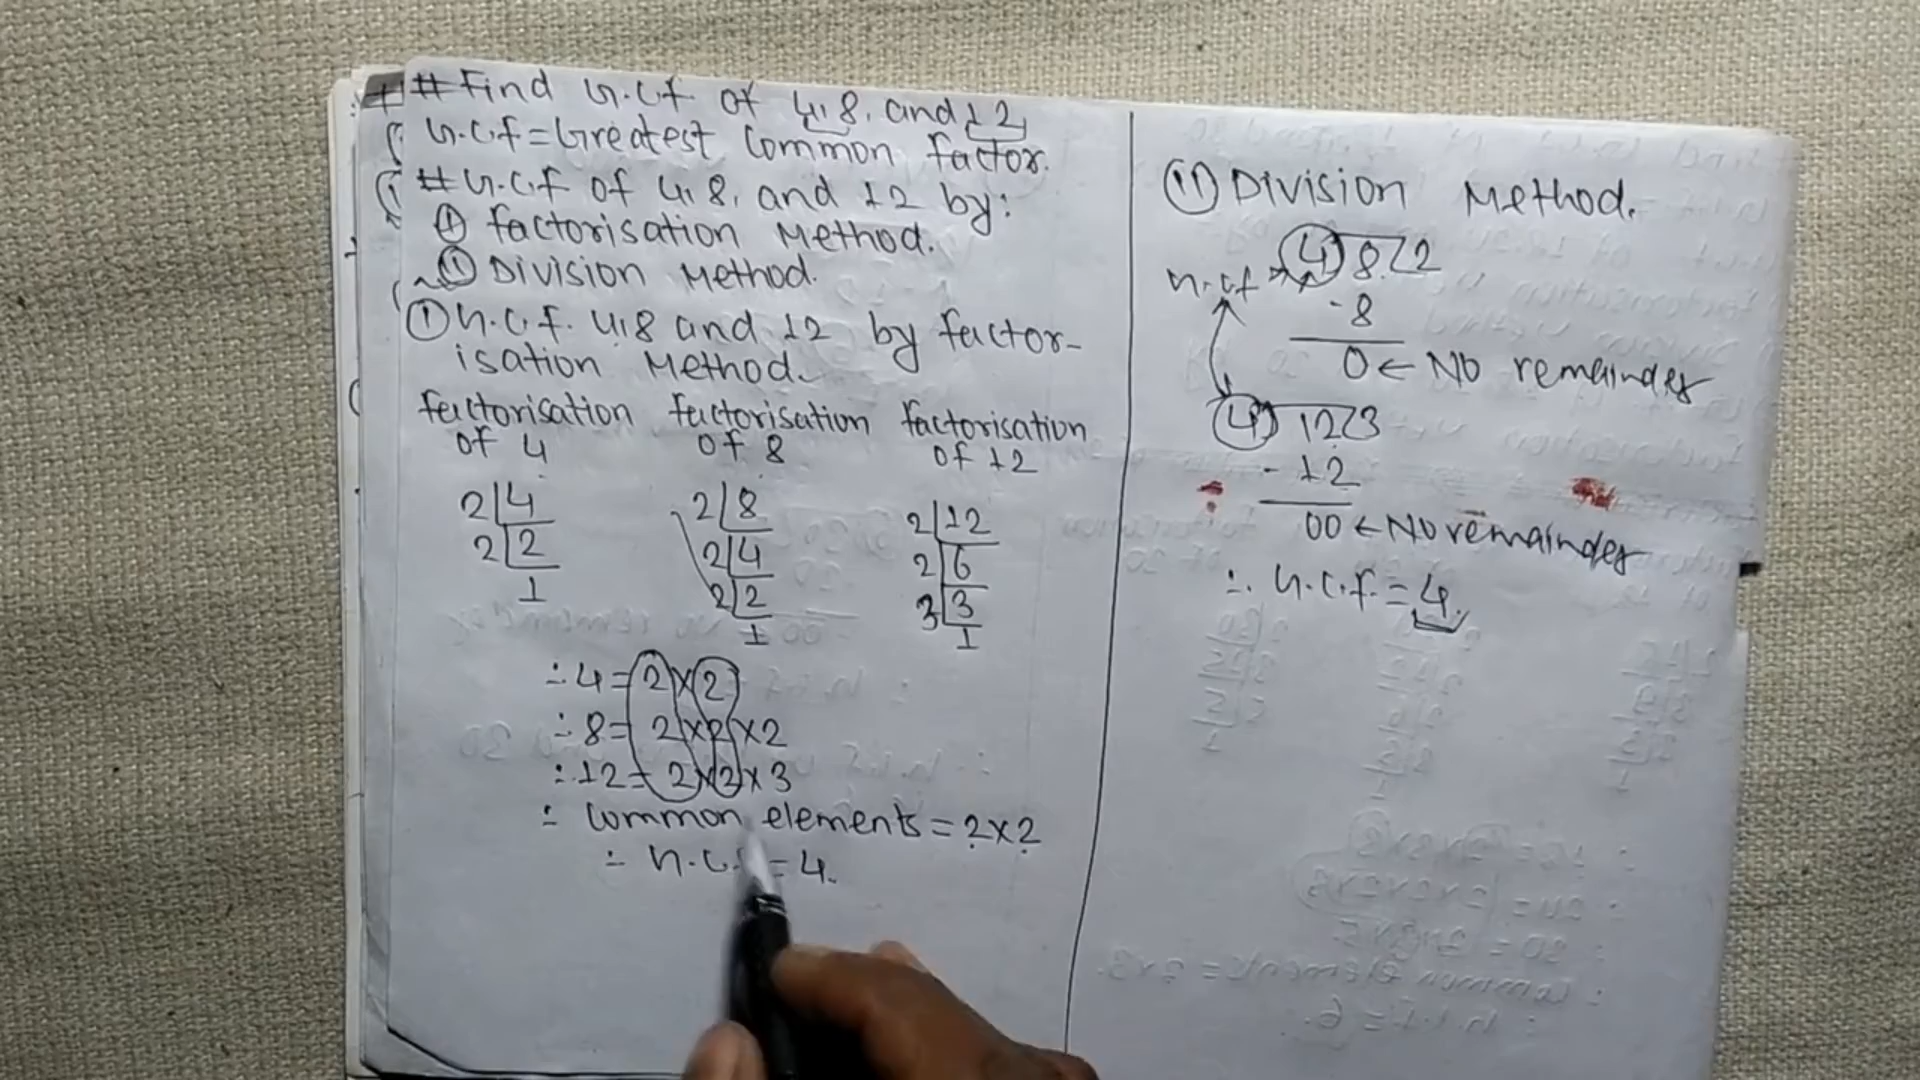 # Find G.C.F of 4, 8, and 12
G.C.F = Greatest Common factor.
# G.C.F of 4, 8, and 12 by:
① factorisation Method.
⑪ Division Method.
① G.C.F. 4, 8 and 12 by factor-
isation Method.
factorisation factorisation factorisation
of 4 of 8 of 12
2 4 2 8 2 12
2 2 2 4 2 6
1 2 2 3 3
1 1
∴ 4 = 2 × 2
∴ 8 = 2 × 2 × 2
∴ 12 = 2 × 2 × 3
∴ Common elements = 2 × 2
∴ = 4.
⑪ Division Method.
4) 8 (2
G.C.F
- 8
0 ← No remainder
4) 12 (3
- 12
00 ← No remainder
∴ G.C.F. = 4.